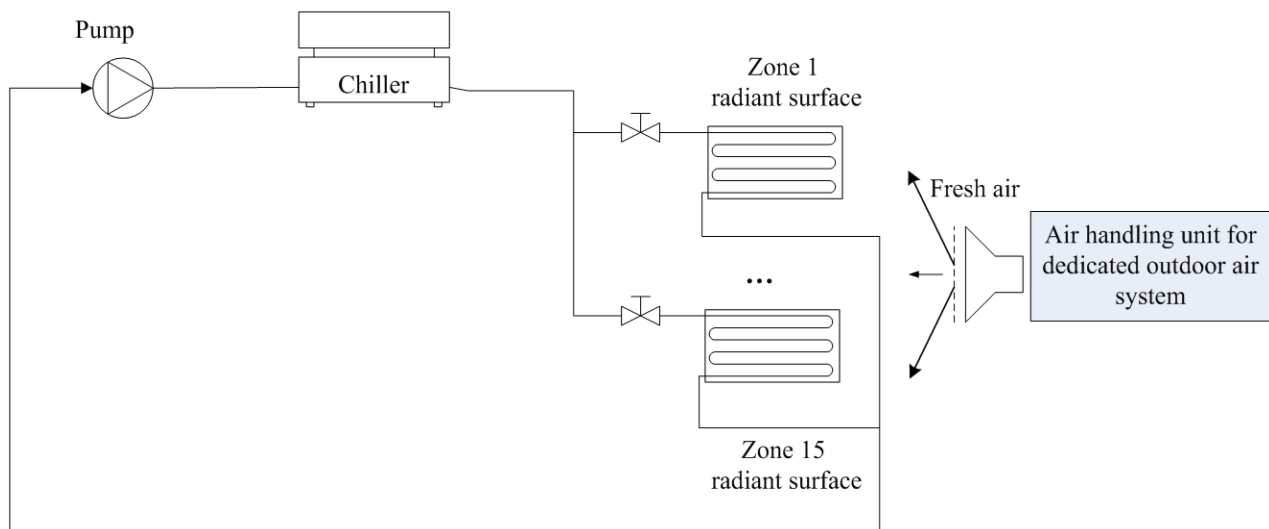 Pump
Chiller
Zone 1
radiant surface
Fresh air
Air handling unit for
dedicated outdoor air
system
...
Zone 15
radiant surface